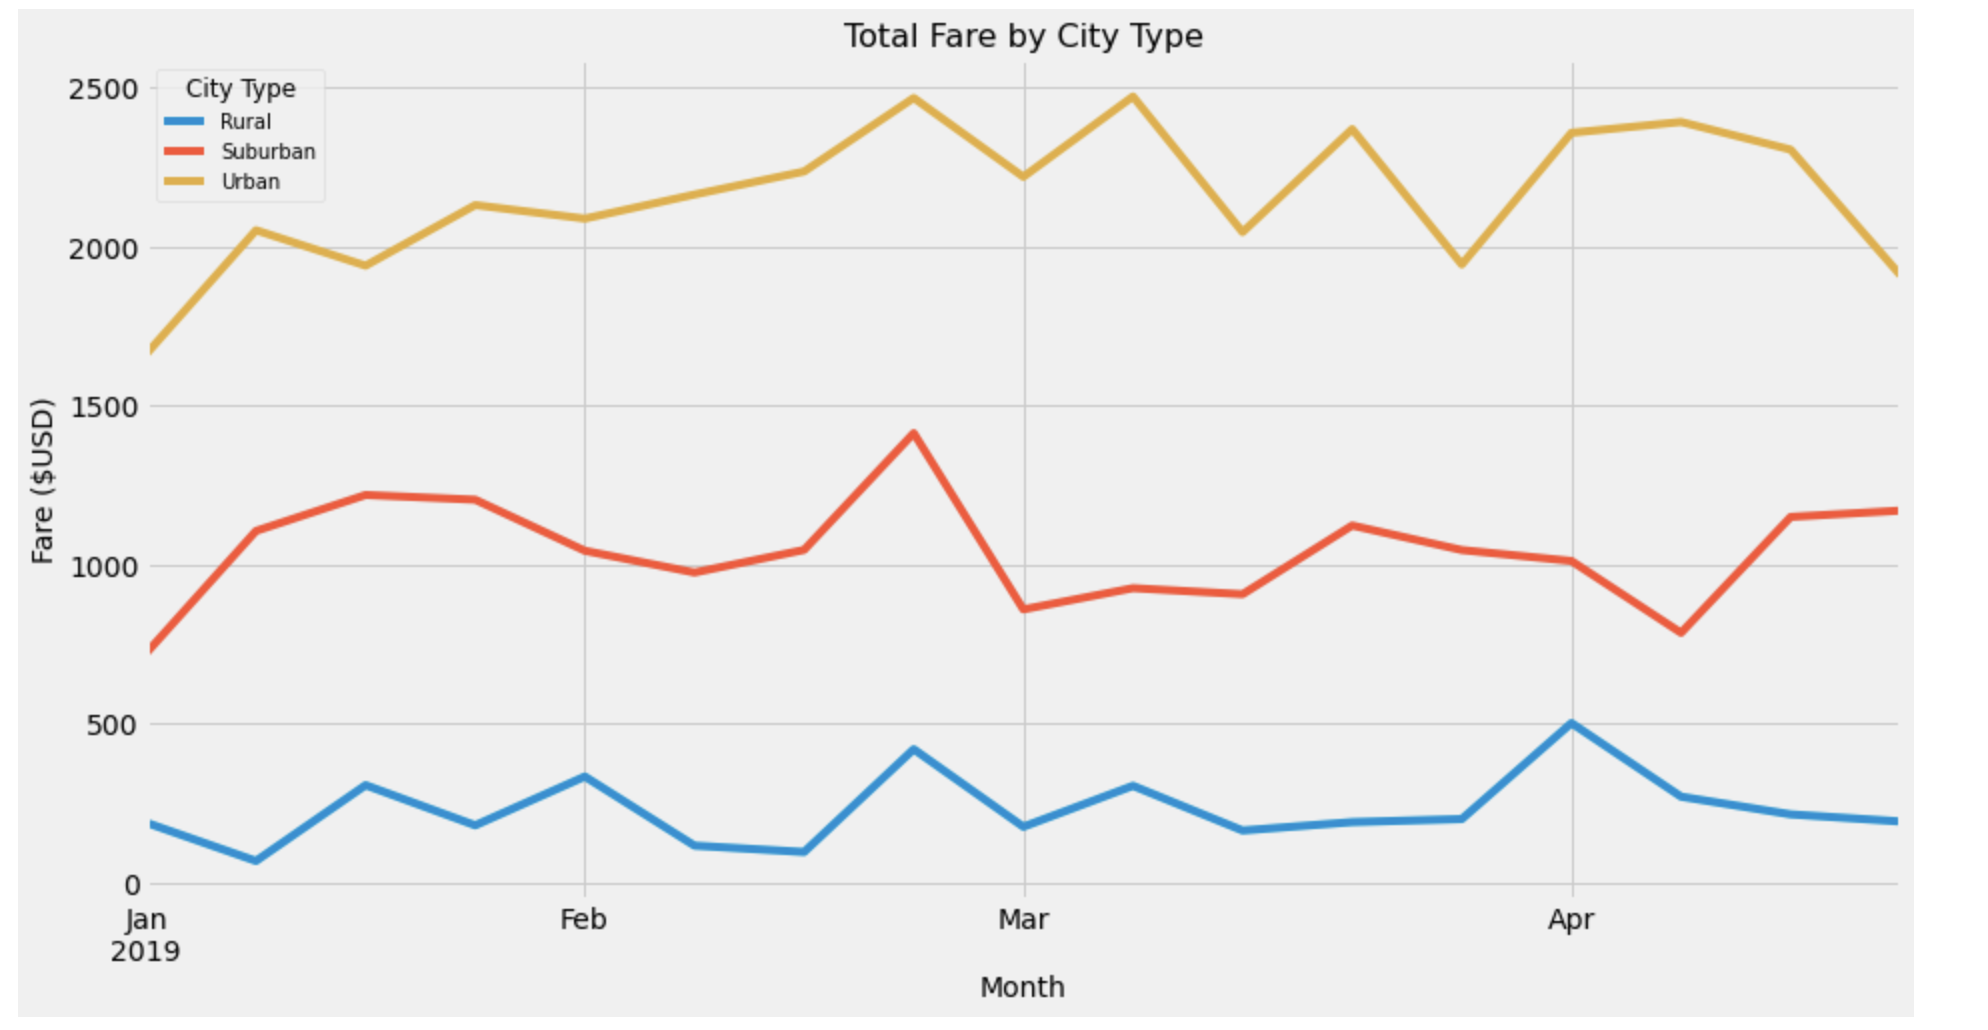 Total Fare by City Type
City Type
Rural
Suburban
Urban
Fare ($USD)
2500
2000
1500
1000
500
0
Jan Feb Mar Apr
2019
Month